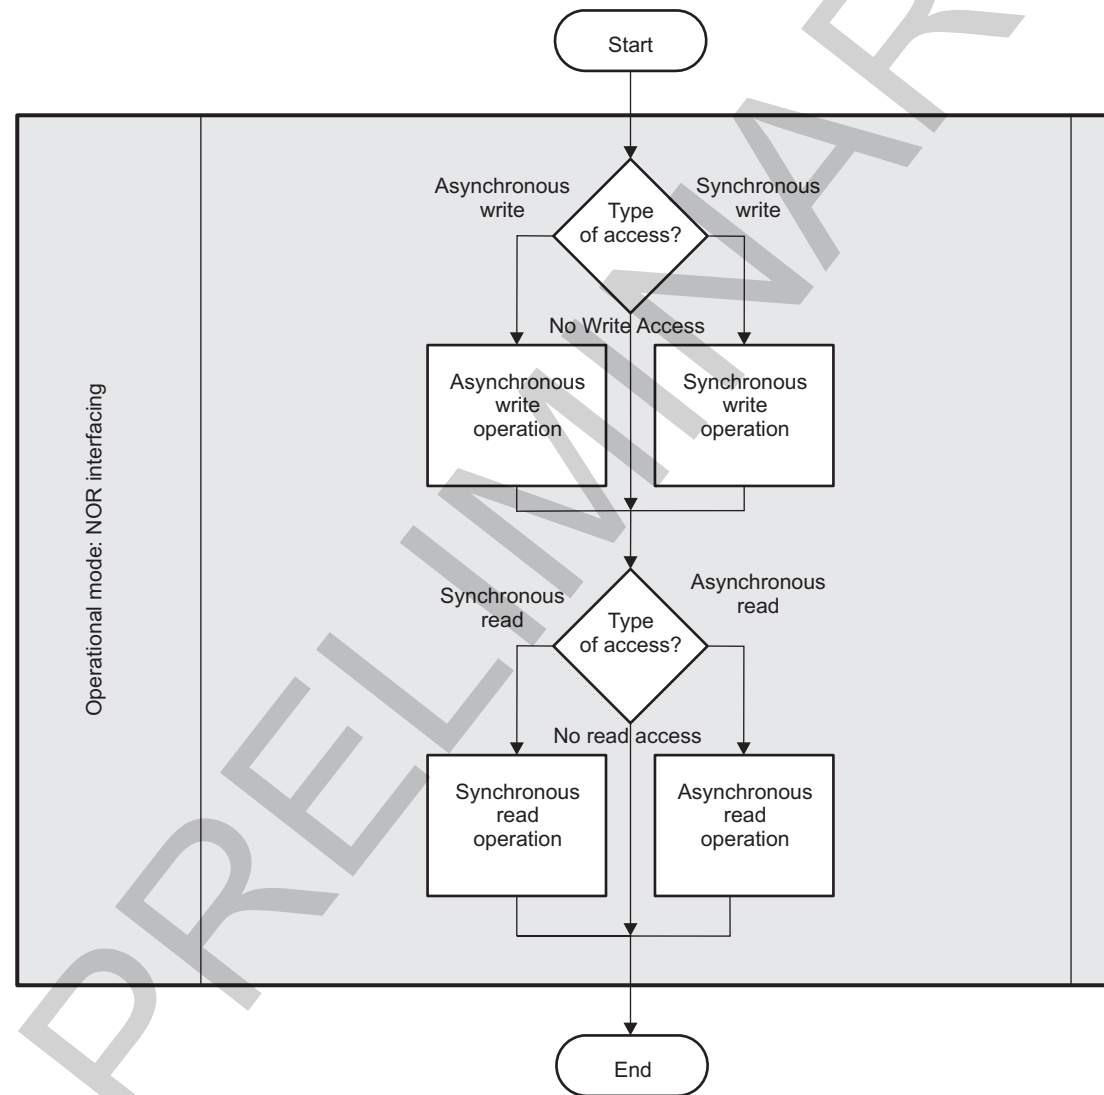 Start
Asynchronous
write
Synchronous
write
Type
of access?
No Write Access
Asynchronous
write
operation
Synchronous
write
operation
Operational mode: NOR interfacing
Synchronous
read
Asynchronous
read
Type
of access?
No read access
Synchronous
read
operation
Asynchronous
read
operation
End
PRELIMINAR